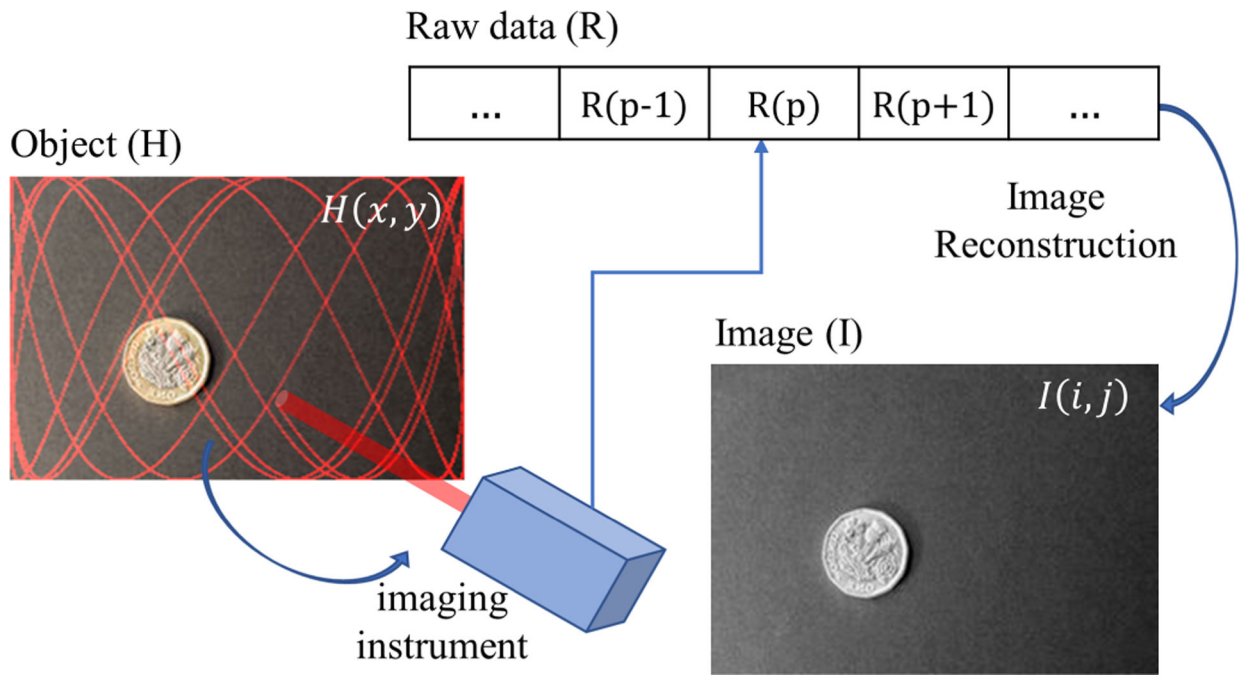 Raw data (R)
... R(p-1) R(p) R(p+1) ...
Object (H)
H(x, y)
Image
Reconstruction
Image (I)
I(i, j)
imaging
instrument